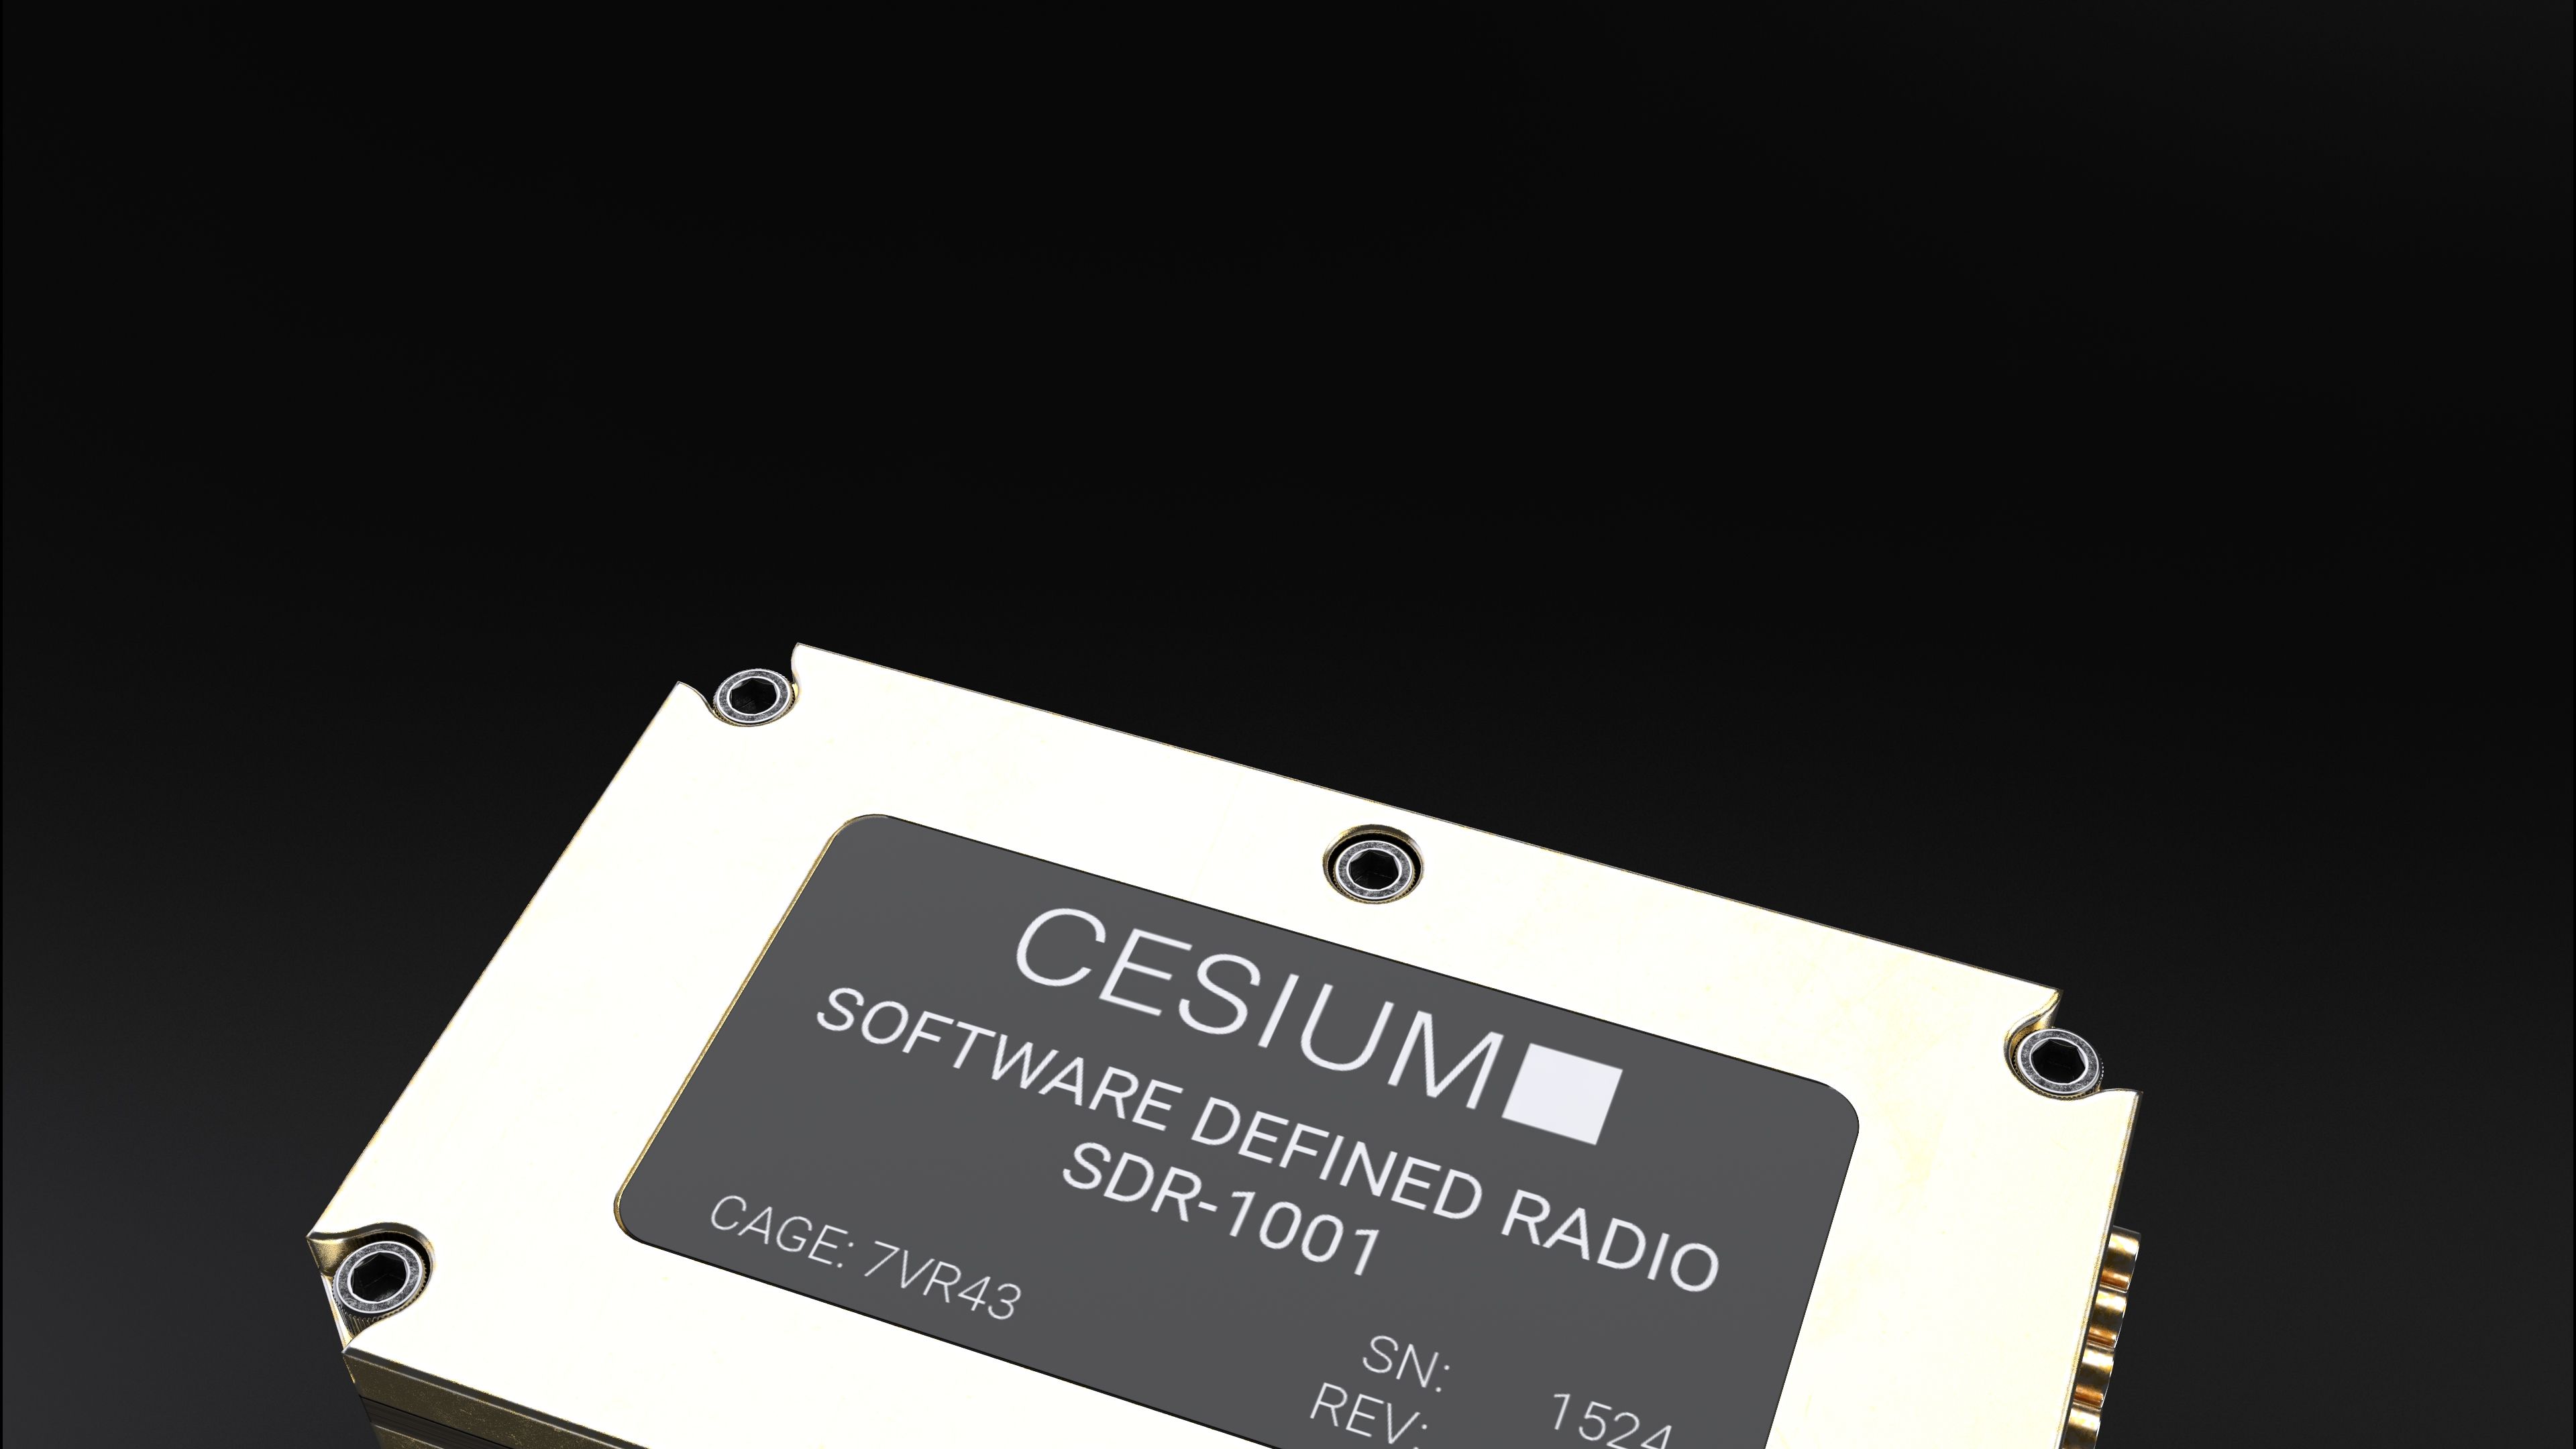 CESIUM
SOFTWARE DEFINED RADIO
SDR-1001
CAGE: 7VR43
SN: 1524
REV: